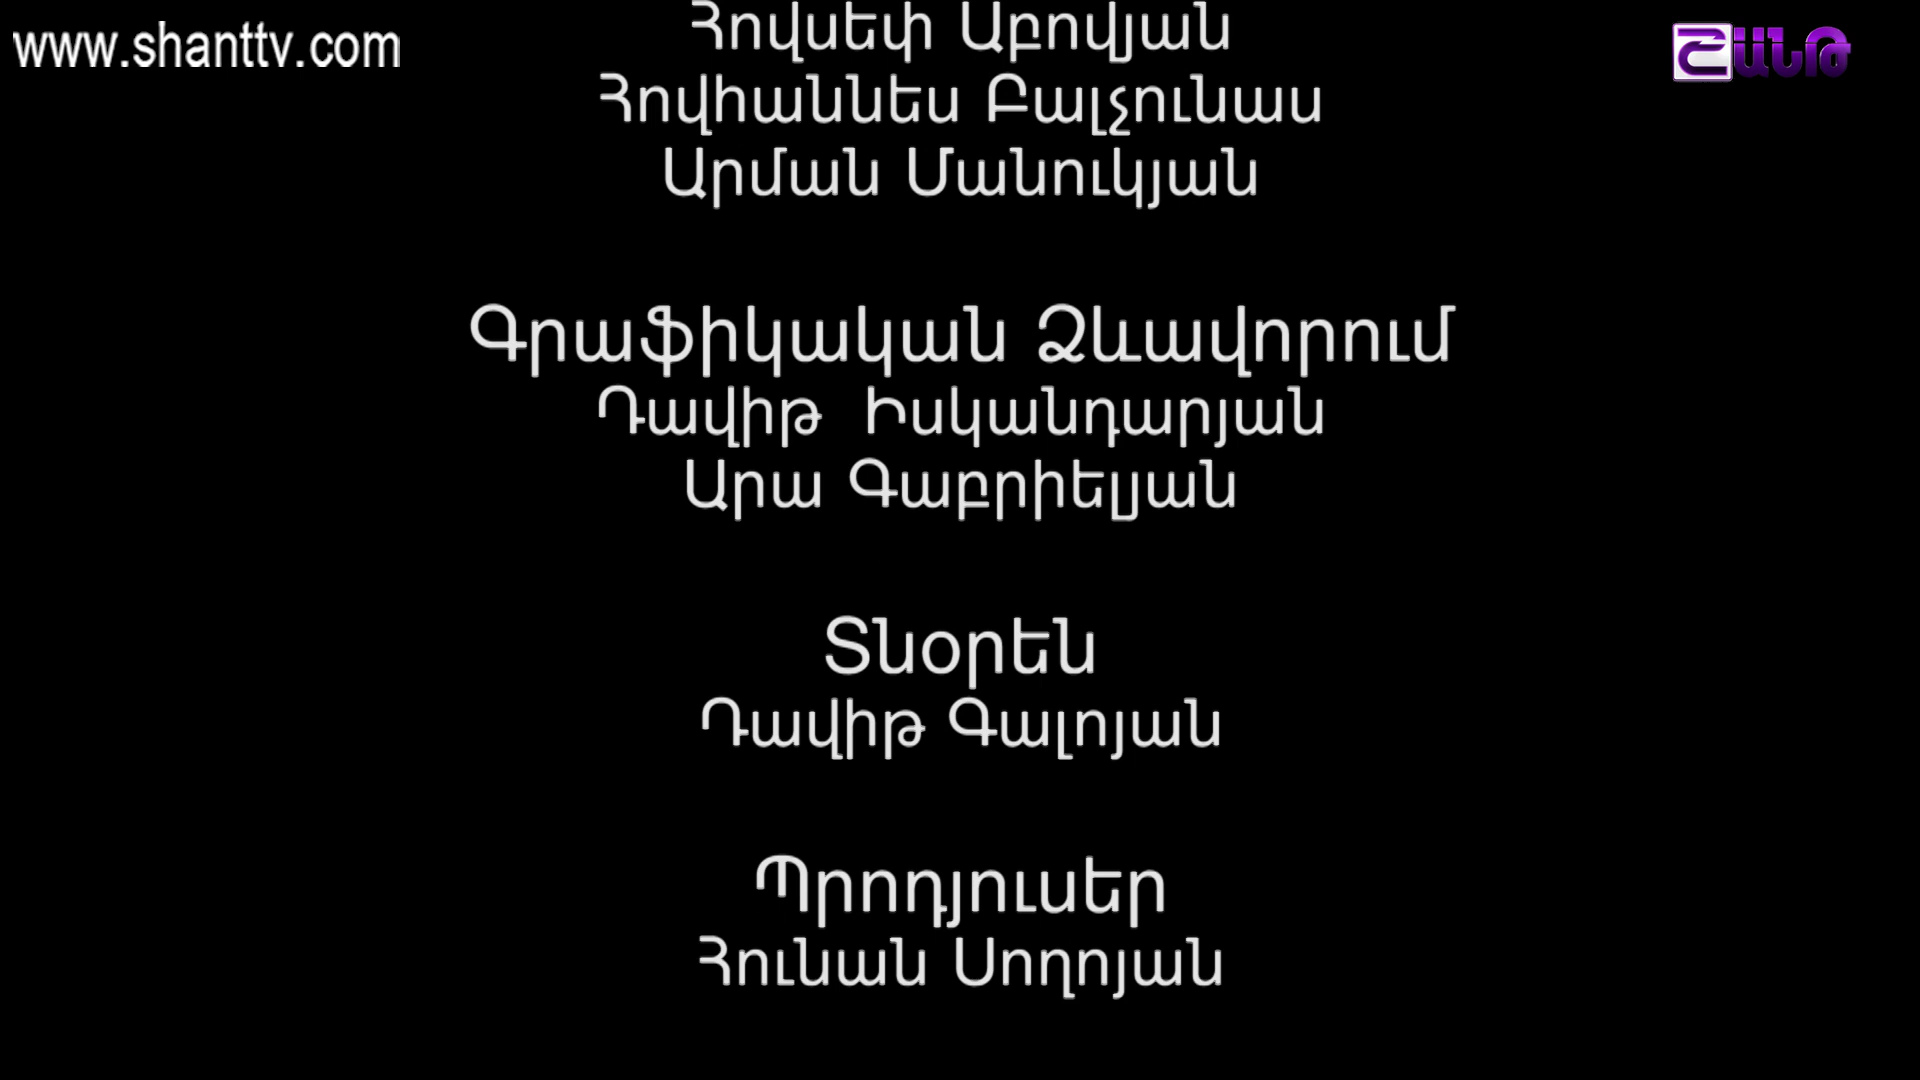 www.shanttv.com
ՇԱՆԹ
Հովսեփ Աբովյան
Հովհաննես Բալչունաս
Արման Մանուկյան
Գրաֆիկական Ձևավորում
Դավիթ Իսկանդարյան
Արա Գաբրիելյան
Տնօրեն
Դավիթ Գալոյան
Պրոդյուսեր
Հունան Սողոյան